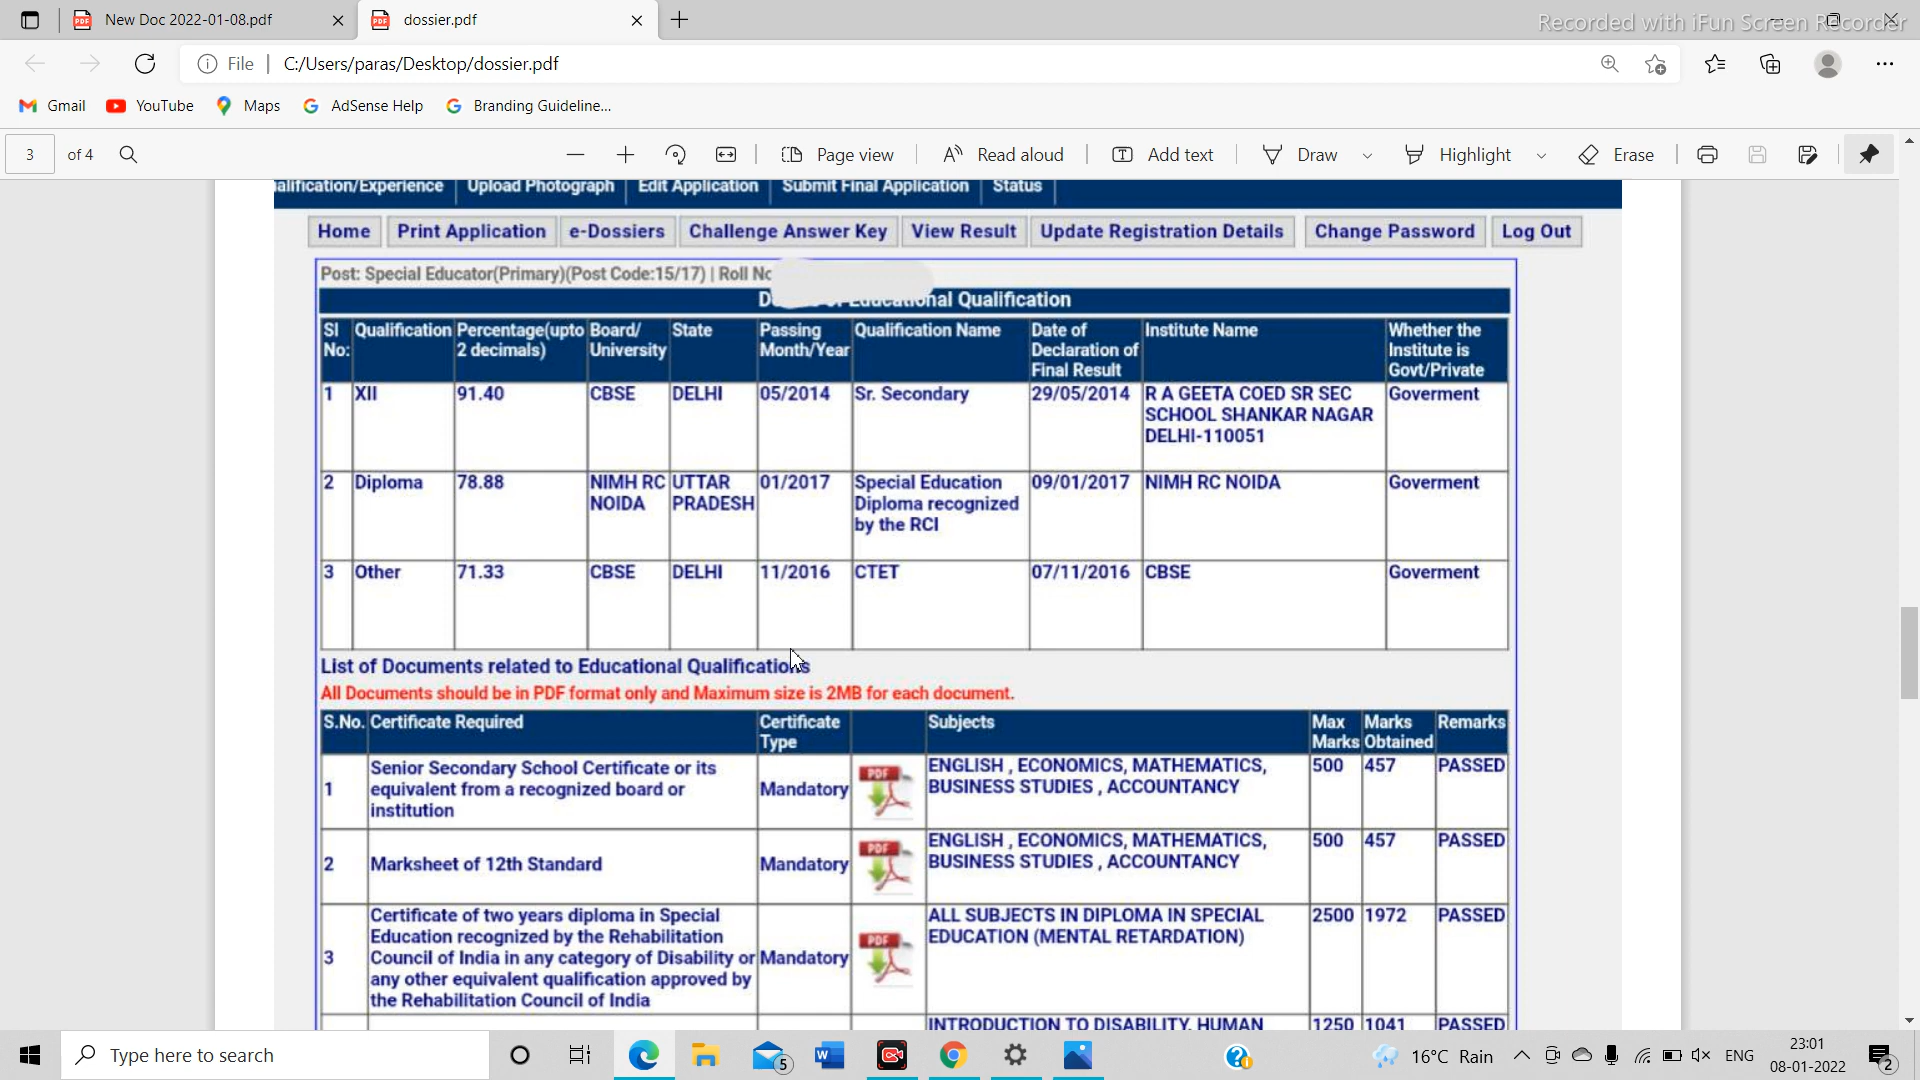 New Doc 2022-01-08.pdf
dossier.pdf
Recorded with iFun Screen Recorder
File
C:/Users/paras/Desktop/dossier.pdf
Gmail
YouTube
Maps
AdSense Help
Branding Guideline...
3 of 4
Page view
Read aloud
Add text
Draw
Highlight
Erase
alification/Experience Upload Photograph Edit Application Submit Final Application Status
Home Print Application e-Dossiers Challenge Answer Key View Result Update Registration Details Change Password Log Out
Post: Special Educator(Primary)(Post Code:15/17) | Roll No
Educational Qualification
Sl No: Qualification Percentage(upto 2 decimals) Board/ University State Passing Month/Year Qualification Name Date of Declaration of Final Result Institute Name Whether the Institute is Govt/Private
1 XII 91.40 CBSE DELHI 05/2014 Sr. Secondary 29/05/2014 R A GEETA COED SR SEC SCHOOL SHANKAR NAGAR DELHI-110051 Goverment
2 Diploma 78.88 NIMH RC NOIDA UTTAR PRADESH 01/2017 Special Education Diploma recognized by the RCI 09/01/2017 NIMH RC NOIDA Goverment
3 Other 71.33 CBSE DELHI 11/2016 CTET 07/11/2016 CBSE Goverment
List of Documents related to Educational Qualifications
All Documents should be in PDF format only and Maximum size is 2MB for each document.
S.No. Certificate Required Certificate Type Subjects Max Marks Marks Obtained Remarks
1 Senior Secondary School Certificate or its equivalent from a recognized board or institution Mandatory PDF ENGLISH , ECONOMICS, MATHEMATICS, BUSINESS STUDIES , ACCOUNTANCY 500 457 PASSED
2 Marksheet of 12th Standard Mandatory PDF ENGLISH , ECONOMICS, MATHEMATICS, BUSINESS STUDIES , ACCOUNTANCY 500 457 PASSED
3 Certificate of two years diploma in Special Education recognized by the Rehabilitation Council of India in any category of Disability or any other equivalent qualification approved by the Rehabilitation Council of India Mandatory PDF ALL SUBJECTS IN DIPLOMA IN SPECIAL EDUCATION (MENTAL RETARDATION) 2500 1972 PASSED
INTRODUCTION TO DISABILITY, HUMAN 1250 1041 PASSED
Type here to search
5
16°C Rain
ENG
23:01
08-01-2022
2